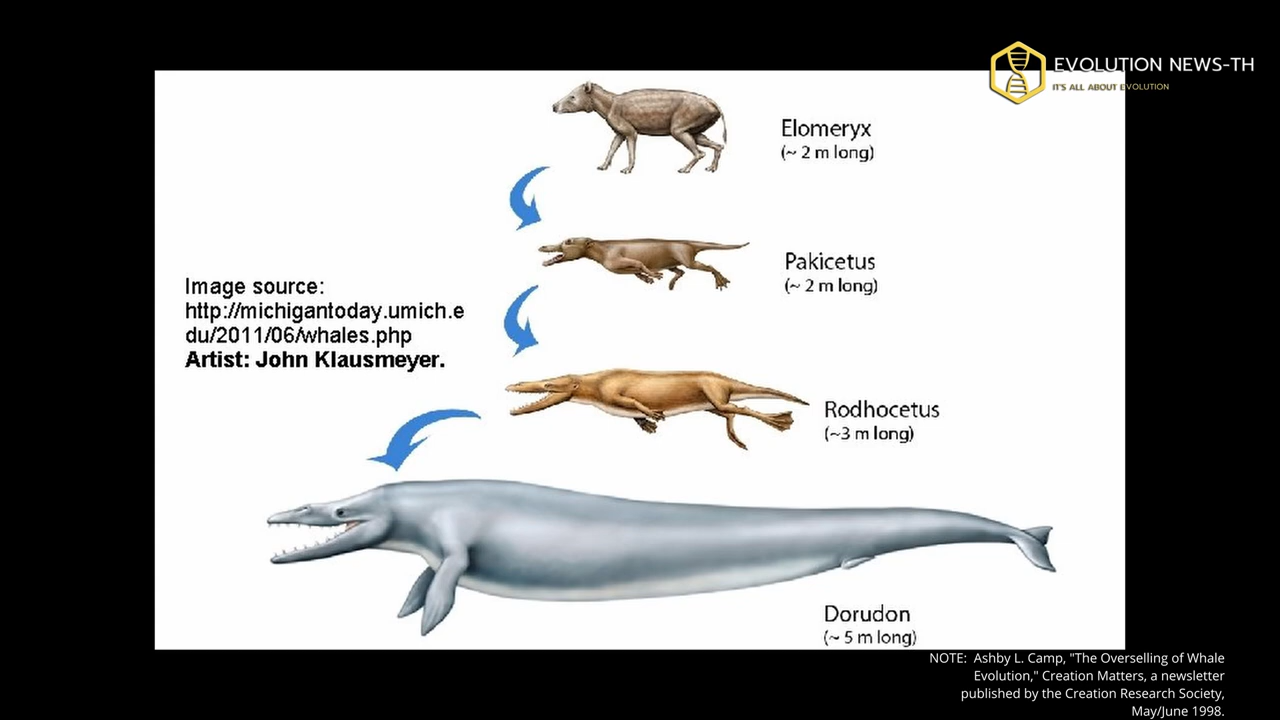 EVOLUTION NEWS-TH
IT'S ALL ABOUT EVOLUTION
Elomeryx
(~ 2 m long)
Pakicetus
(~ 2 m long)
Image source:
http://michigantoday.umich.e
du/2011/06/whales.php
Artist: John Klausmeyer.
Rodhocetus
(~3 m long)
Dorudon
(~ 5 m long)
NOTE: Ashby L. Camp, "The Overselling of Whale
Evolution," Creation Matters, a newsletter
published by the Creation Research Society,
May/June 1998.